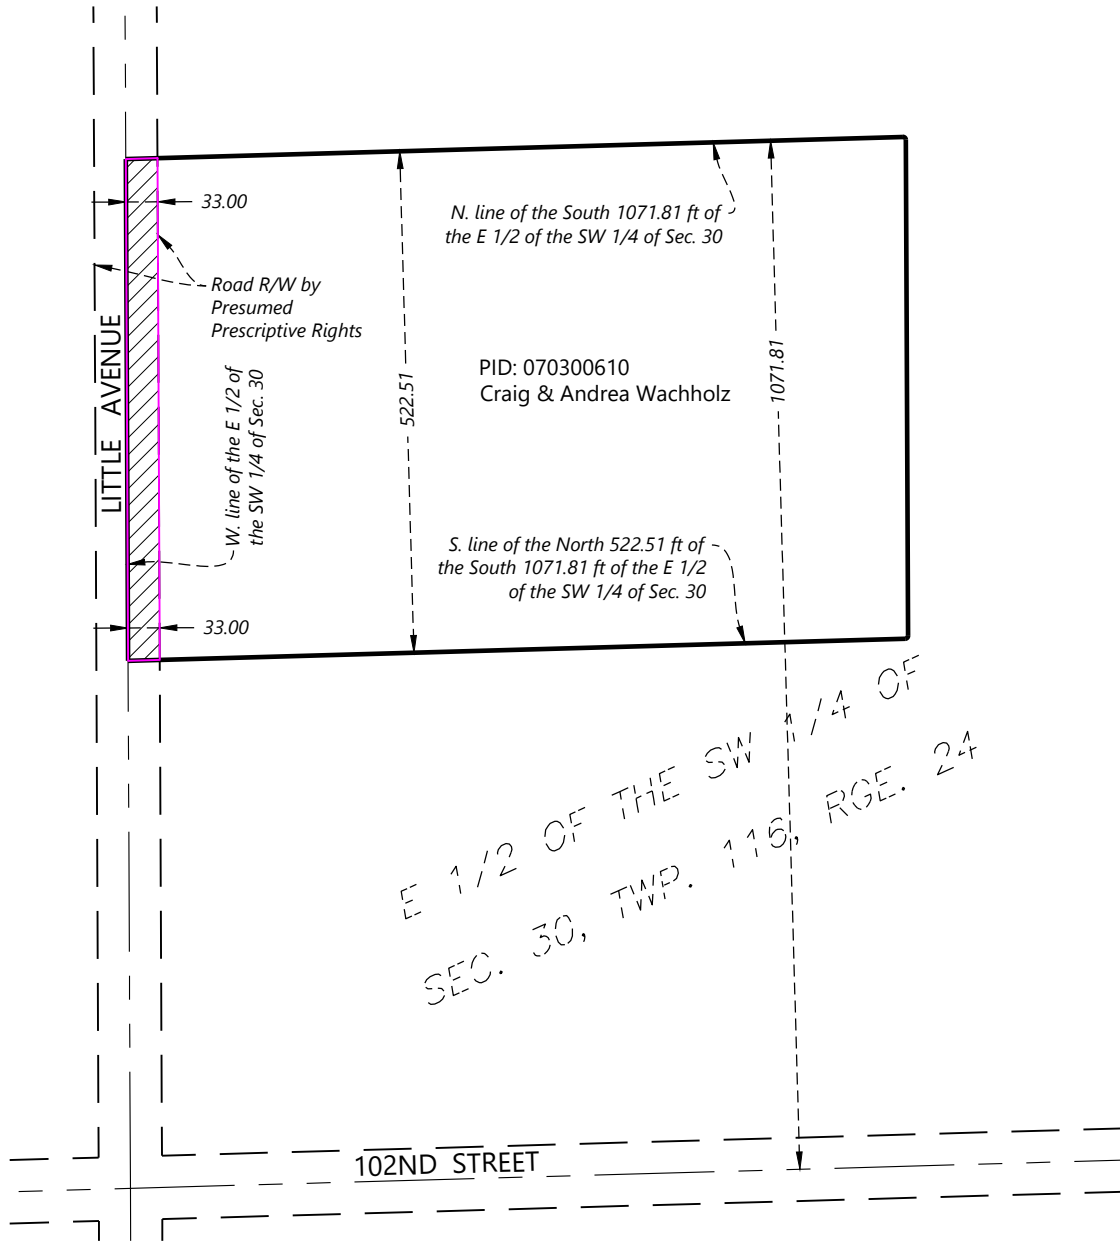 33.00
N. line of the South 1071.81 ft of
the E 1/2 of the SW 1/4 of Sec. 30
Road R/W by
Presumed
Prescriptive Rights
LITTLE AVENUE
W. line of the E 1/2 of
the SW 1/4 of Sec. 30
522.51
PID: 070300610
Craig & Andrea Wachholz
1071.81
S. line of the North 522.51 ft of
the South 1071.81 ft of the E 1/2
of the SW 1/4 of Sec. 30
33.00
E 1/2 OF THE SW 1/4 OF
SEC. 30, TWP. 116, RGE. 24
102ND STREET